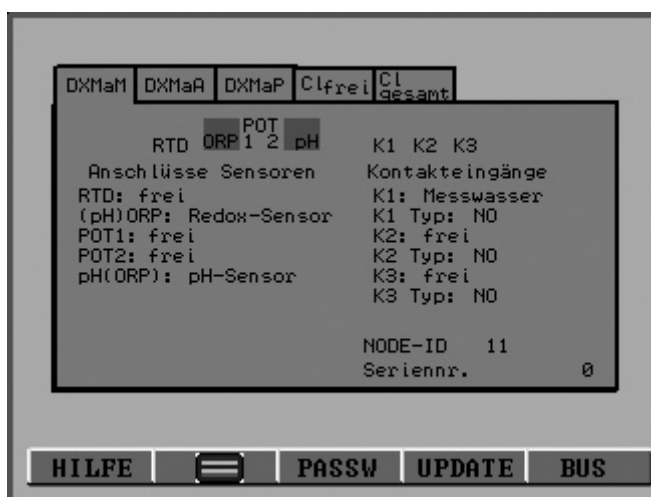 DXMaM DXMaA DXMaP Clfrei Cl gesamt
RTD ORP POT 1 2 pH K1 K2 K3
Anschlüsse Sensoren
RTD: frei
(pH)ORP: Redox-Sensor
POT1: frei
POT2: frei
pH(ORP): pH-Sensor
Kontakteingänge
K1: Messwasser
K1 Typ: NO
K2: frei
K2 Typ: NO
K3: frei
K3 Typ: NO
NODE-ID 11
Seriennr. 0
HILFE PASSW UPDATE BUS